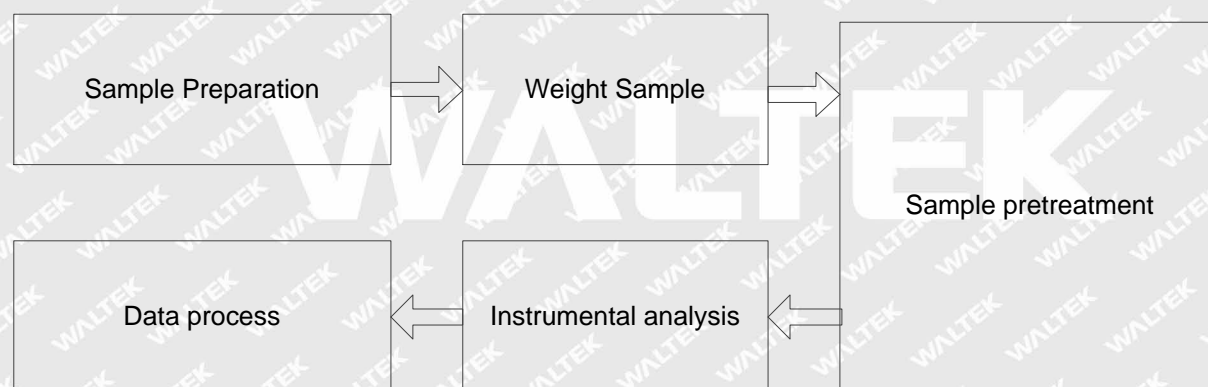 Sample Preparation
Weight Sample
Sample pretreatment
Instrumental analysis
Data process
WALTEK